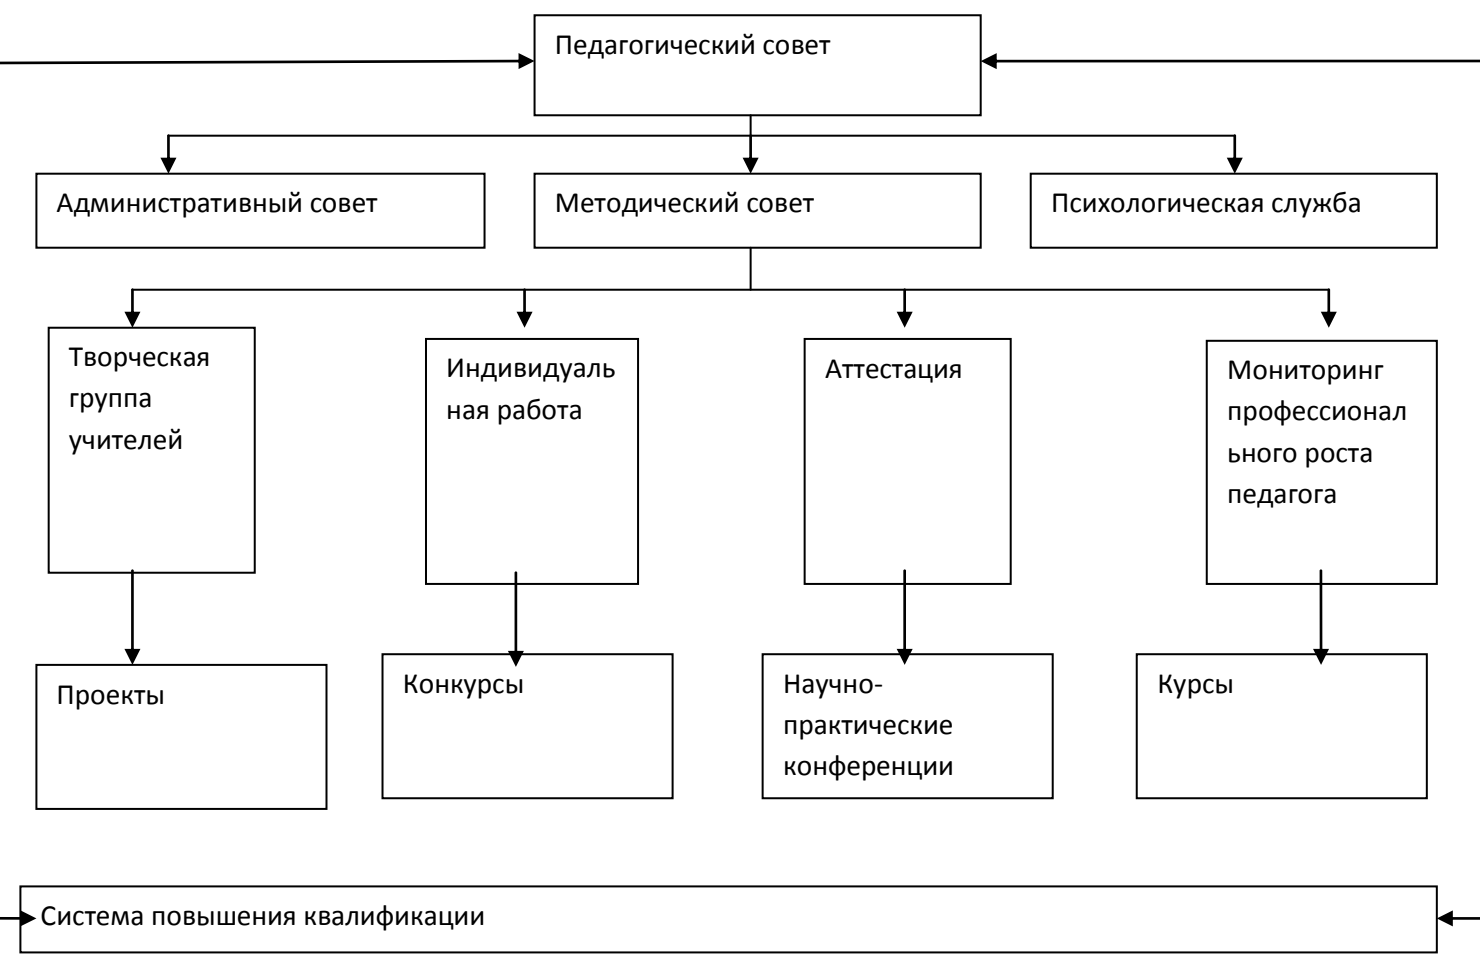 Педагогический совет
Административный совет
Методический совет
Психологическая служба
Творческая
группа
учителей
Индивидуаль
ная работа
Аттестация
Мониторинг
профессионал
ьного роста
педагога
Проекты
Конкурсы
Научно-
практические
конференции
Курсы
Система повышения квалификации